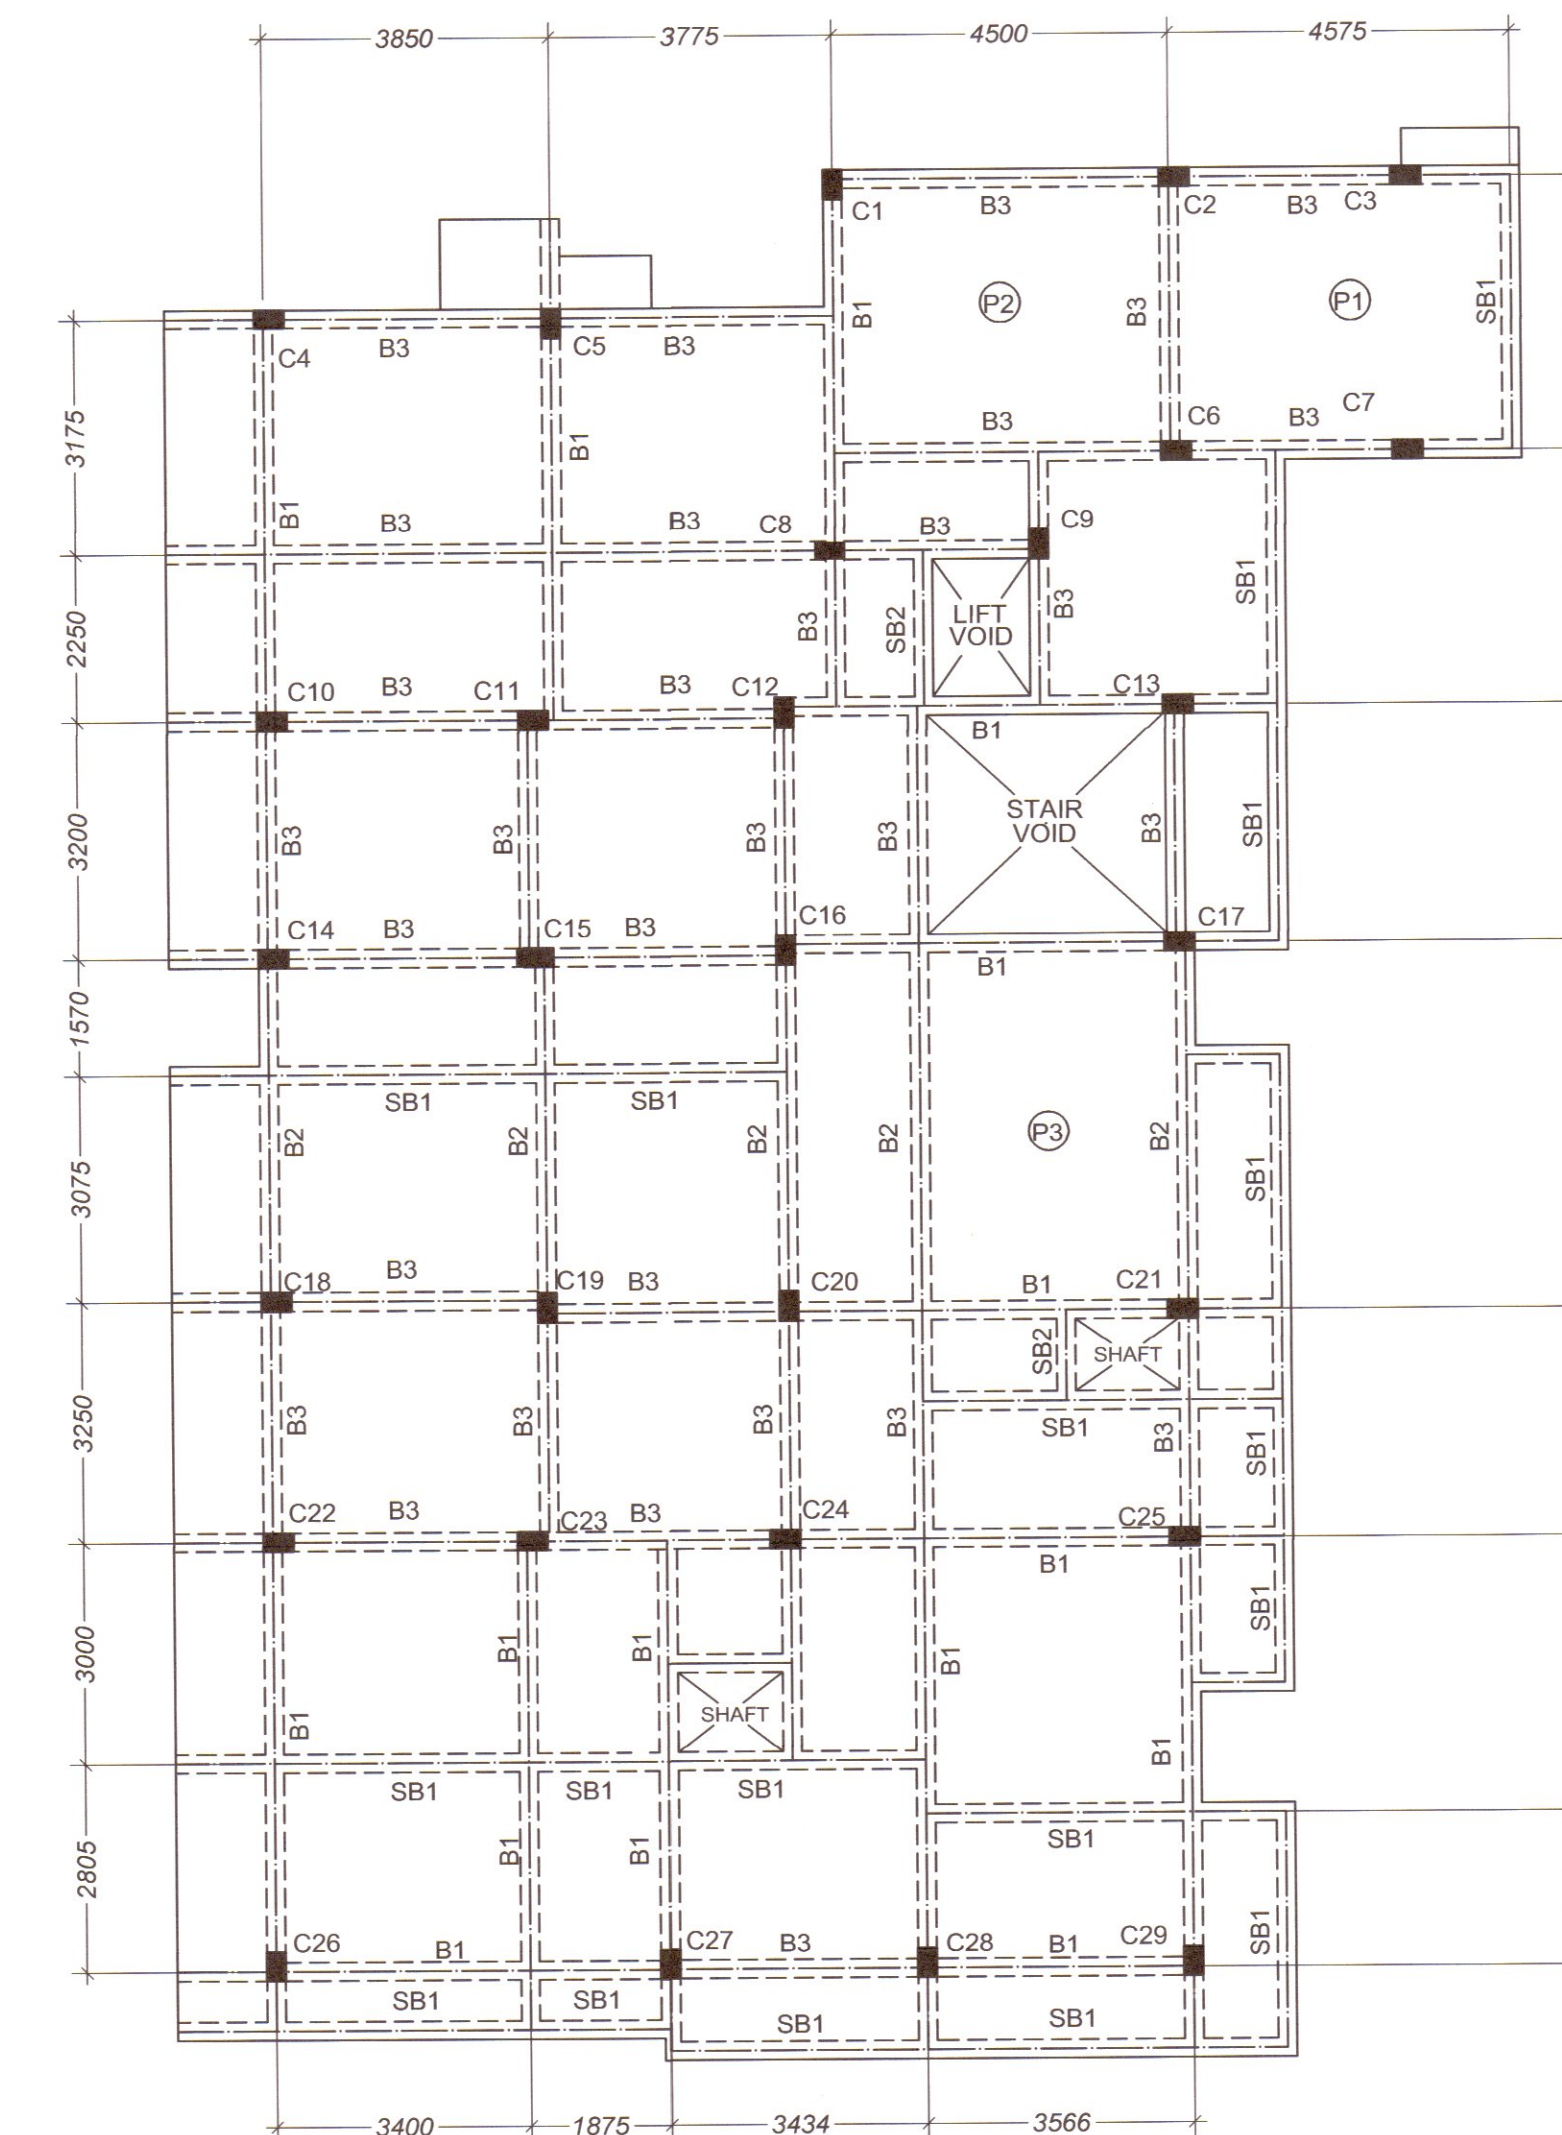 3850 3775 4500 4575
C1 B3 C2 B3 C3
P2 P1
B1 B3 SB1
C4 B3 C5 B3
C6 B3 C7
B3
3175
B1
B1 B3 B3 C8 B3 C9
SB1
2250
B3 SB2 LIFT
VOID B3
C10 B3 C11 B3 C12 C13
B1
3200
B3 B3 B3 B3 STAIR
VOID B3 SB1
C14 B3 C15 B3 C16 C17
B1
1570
SB1 SB1
3075
B2 B2 B2 B2 P3 B2 SB1
C18 B3 C19 B3 C20 B1 C21
SB2 SHAFT
3250
B3 B3 B3 B3 SB1 B3 SB1
C22 B3 C23 B3 C24 C25
B1
3000
B1 B1 B1 SB1
SHAFT
B1 B1
SB1 SB1 SB1
SB1
2805
B1 B1
SB1
C26 B1 C27 B3 C28 B1 C29
SB1 SB1 SB1 SB1
3400 1875 3434 3566